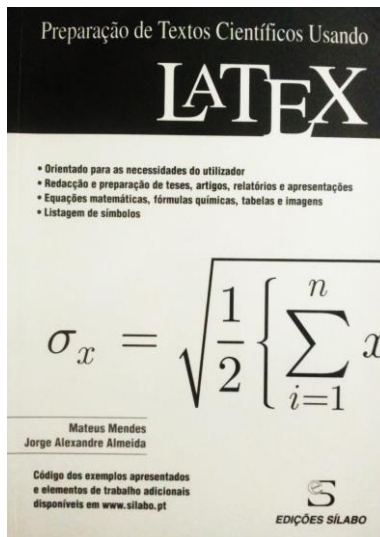 Preparação de Textos Científicos Usando
LATEX
• Orientado para as necessidades do utilizador
• Redacção e preparação de teses, artigos, relatórios e apresentações
• Equações matemáticas, fórmulas químicas, tabelas e imagens
• Listagem de símbolos
σₓ = √ 1/2 { ∑ⁿᵢ₌₁ x
Mateus Mendes
Jorge Alexandre Almeida
Código dos exemplos apresentados
e elementos de trabalho adicionais
disponíveis em www.silabo.pt
EDIÇÕES SÍLABO